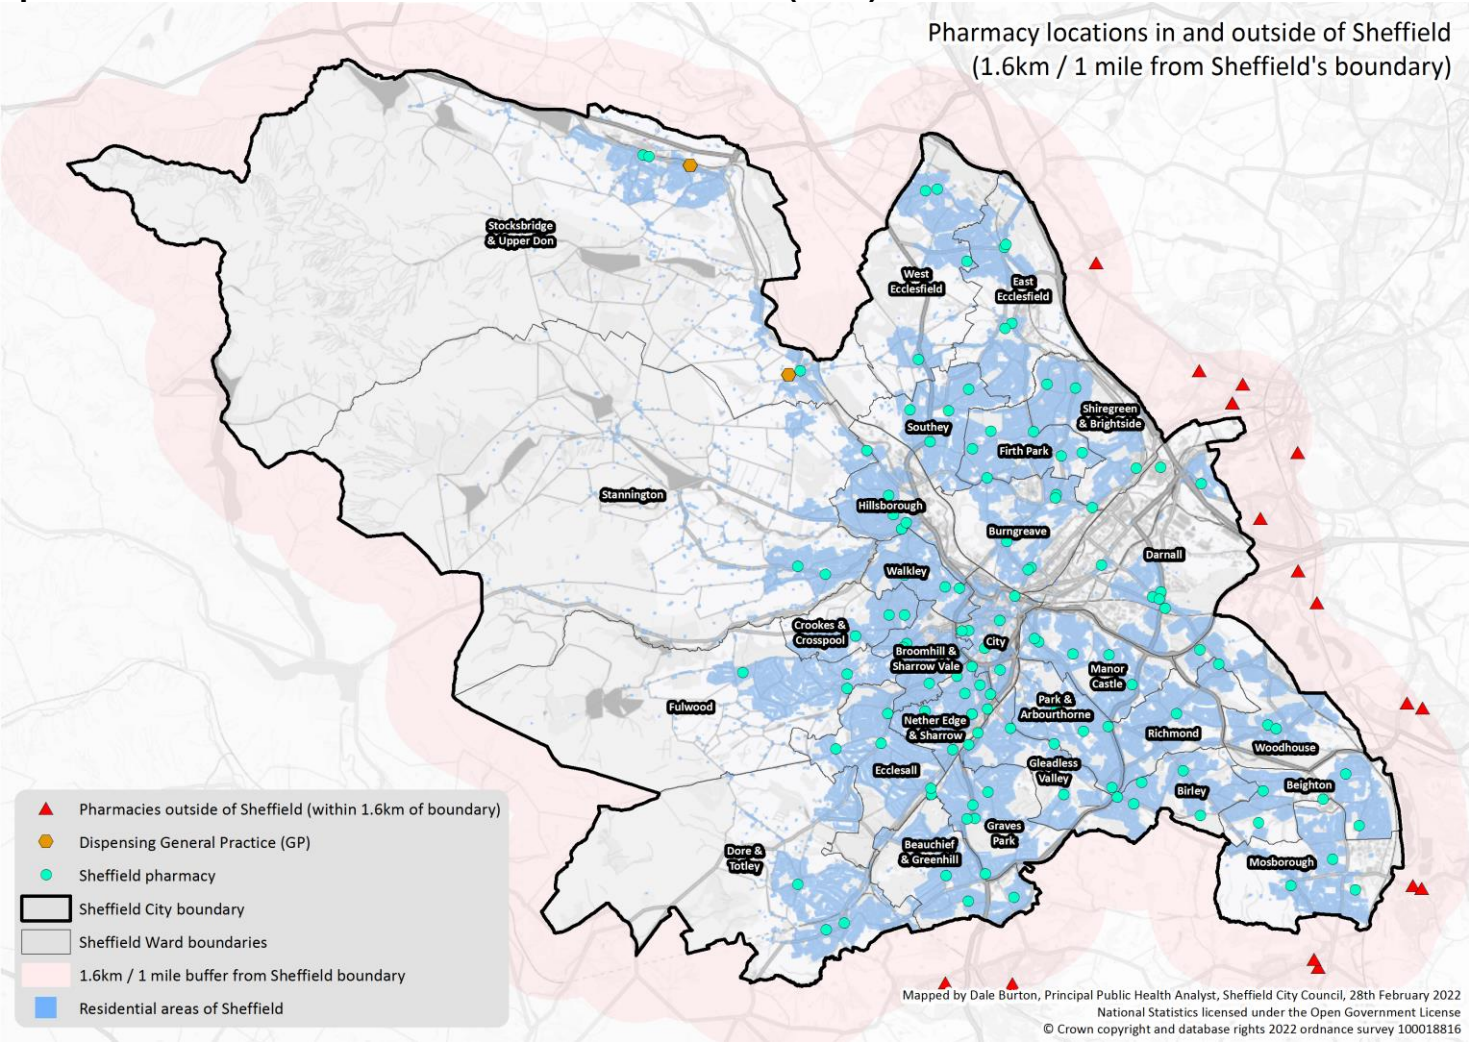 Pharmacy locations in and outside of Sheffield
(1.6km / 1 mile from Sheffield's boundary)
Stocksbridge
& Upper Don
West
Ecclesfield
East
Ecclesfield
Shiregreen
& Brightside
Southey
Firth Park
Stannington
Hillsborough
Burngreave
Darnall
Walkley
Crookes &
Crosspool
City
Broomhill &
Sharrow Vale
Manor
Castle
Fulwood
Park &
Arbourthorne
Nether Edge
& Sharrow
Richmond
Woodhouse
Ecclesall
Gleadless
Valley
Birley
Beighton
Graves
Park
Dore &
Totley
Beauchief
& Greenhill
Mosborough
Pharmacies outside of Sheffield (within 1.6km of boundary)
Dispensing General Practice (GP)
Sheffield pharmacy
Sheffield City boundary
Sheffield Ward boundaries
1.6km / 1 mile buffer from Sheffield boundary
Residential areas of Sheffield
Mapped by Dale Burton, Principal Public Health Analyst, Sheffield City Council, 28th February 2022
National Statistics licensed under the Open Government License
© Crown copyright and database rights 2022 ordnance survey 100018816